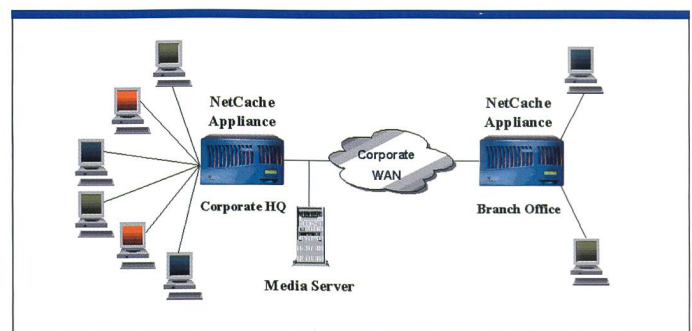 NetCache
Appliance
Corporate HQ
Media Server
Corporate
WAN
NetCache
Appliance
Branch Office